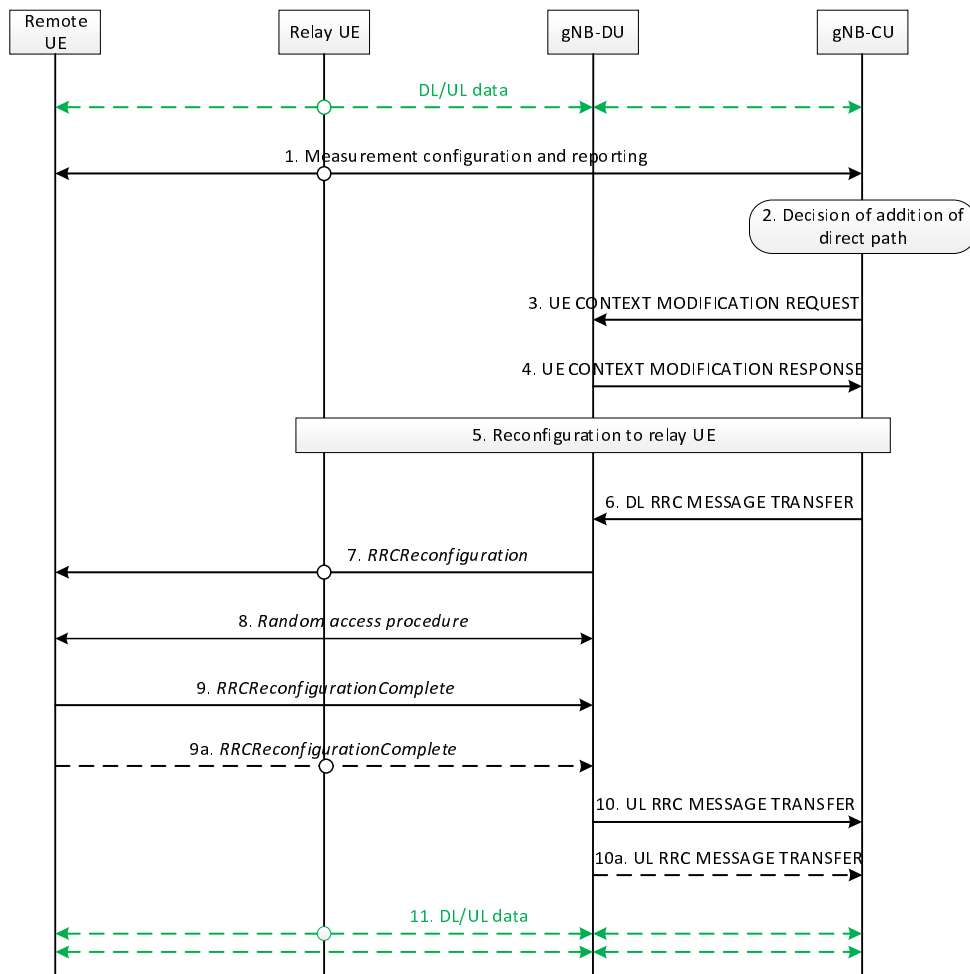 Remote
UE
Relay UE
gNB-DU
gNB-CU
DL/UL data
1. Measurement configuration and reporting
2. Decision of addition of
direct path
3. UE CONTEXT MODIFICATION REQUEST
4. UE CONTEXT MODIFICATION RESPONSE
5. Reconfiguration to relay UE
6. DL RRC MESSAGE TRANSFER
7. RRCReconfiguration
8. Random access procedure
9. RRCReconfigurationComplete
9a. RRCReconfigurationComplete
10. UL RRC MESSAGE TRANSFER
10a. UL RRC MESSAGE TRANSFER
11. DL/UL data